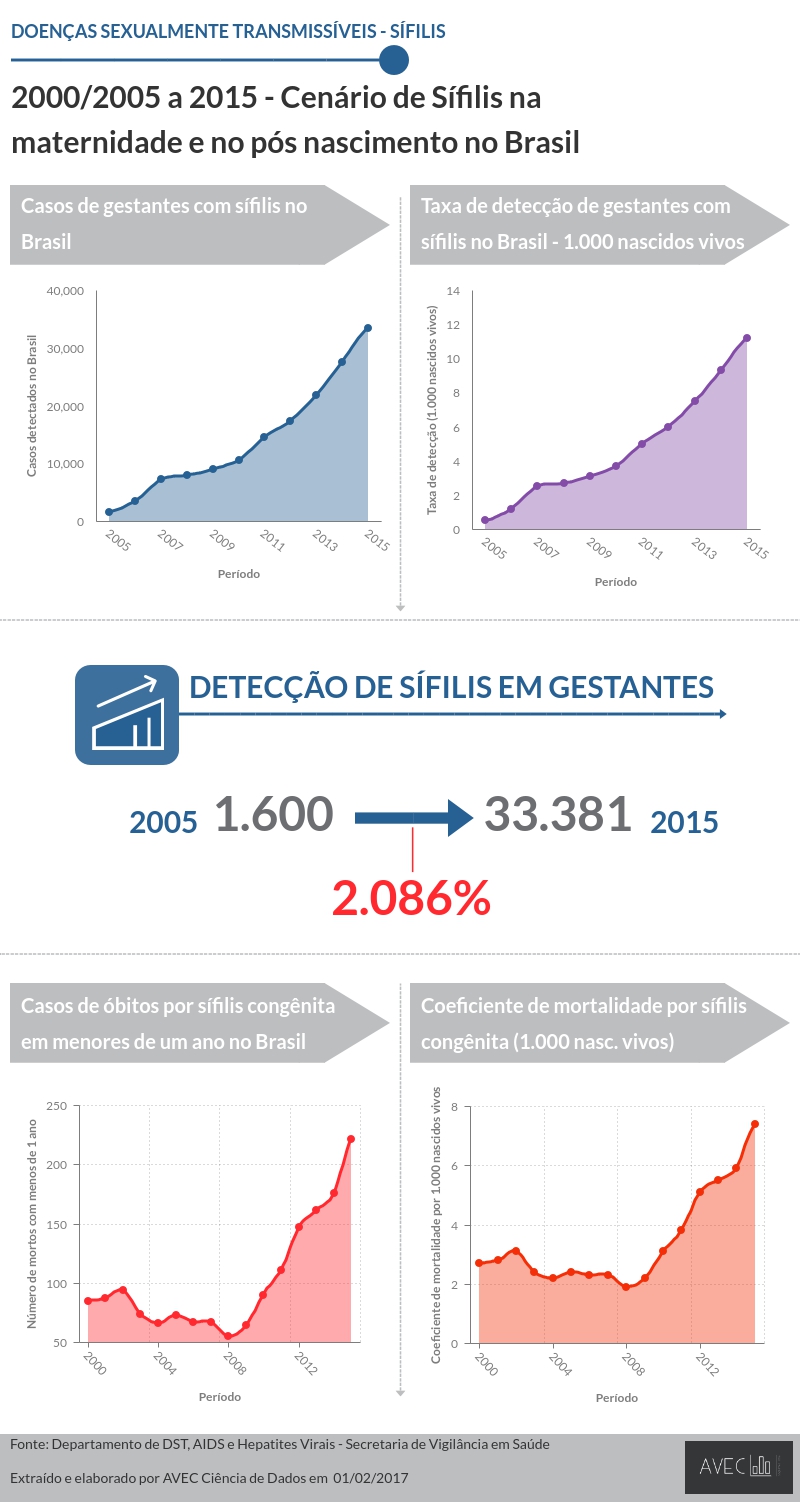 DOENÇAS SEXUALMENTE TRANSMISSÍVEIS - SÍFILIS
2000/2005 a 2015 - Cenário de Sífilis na
maternidade e no pós nascimento no Brasil
Casos de gestantes com sífilis no
Brasil
40,000
30,000
20,000
10,000
0
Casos detectados no Brasil
2005
2007
2009
2011
2013
2015
Período
Taxa de detecção de gestantes com
sífilis no Brasil - 1.000 nascidos vivos
14
12
10
8
6
4
2
0
Taxa de detecção (1.000 nascidos vivos)
2005
2007
2009
2011
2013
2015
Período
DETECÇÃO DE SÍFILIS EM GESTANTES
2005 1.600 33.381 2015
2.086%
Casos de óbitos por sífilis congênita
em menores de um ano no Brasil
250
200
150
100
50
Número de mortos com menos de 1 ano
2000
2004
2008
2012
Período
Coeficiente de mortalidade por sífilis
congênita (1.000 nasc. vivos)
8
6
4
2
0
Coeficiente de mortalidade por 1.000 nascidos vivos
2000
2004
2008
2012
Período
Fonte: Departamento de DST, AIDS e Hepatites Virais - Secretaria de Vigilância em Saúde
Extraído e elaborado por AVEC Ciência de Dados em 01/02/2017
AVEC